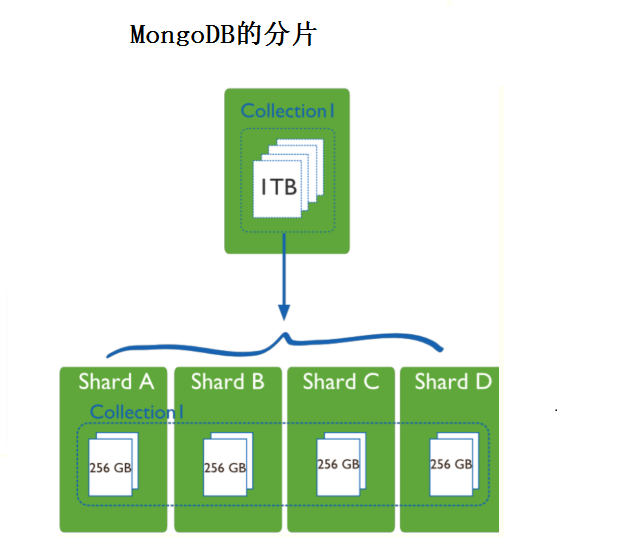 MongoDB的分片
Collection1
1TB
Shard A Shard B Shard C Shard D
Collection1
256 GB 256 GB 256 GB 256 GB